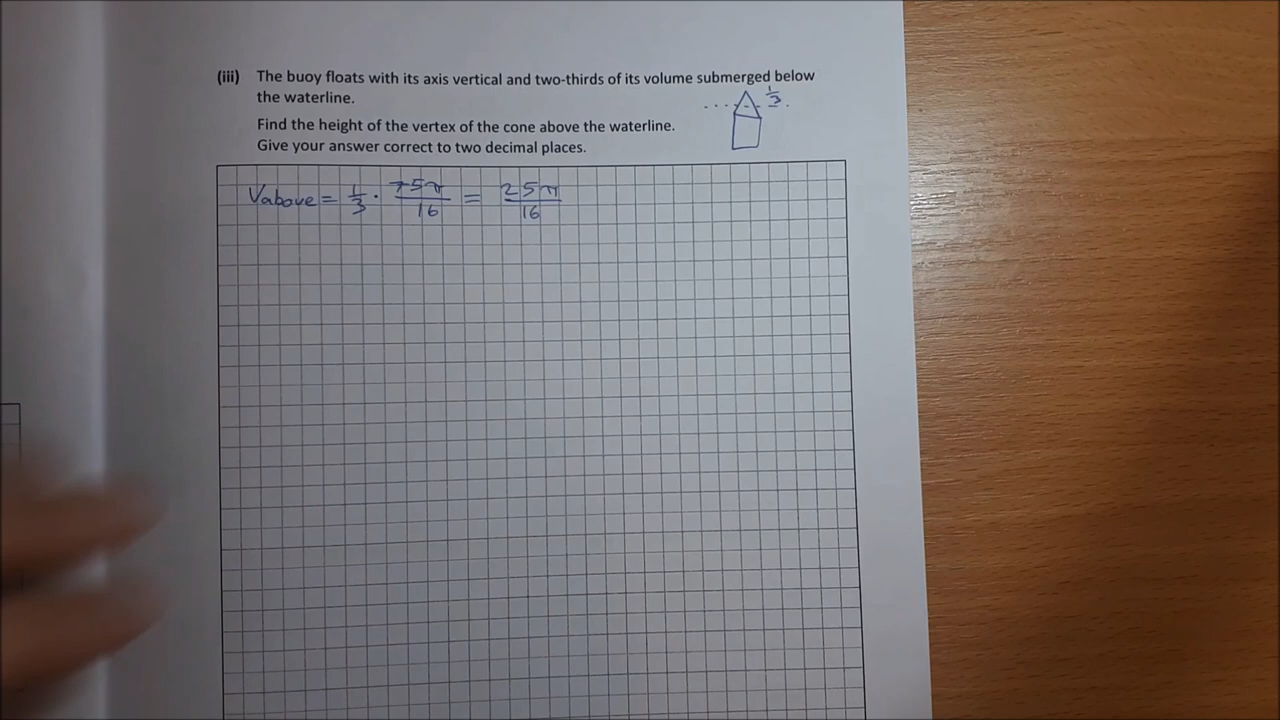 (iii) The buoy floats with its axis vertical and two-thirds of its volume submerged below
the waterline.
1/3
Find the height of the vertex of the cone above the waterline.
Give your answer correct to two decimal places.
Vabove = 1/3 · 75π/16 = 25π/16